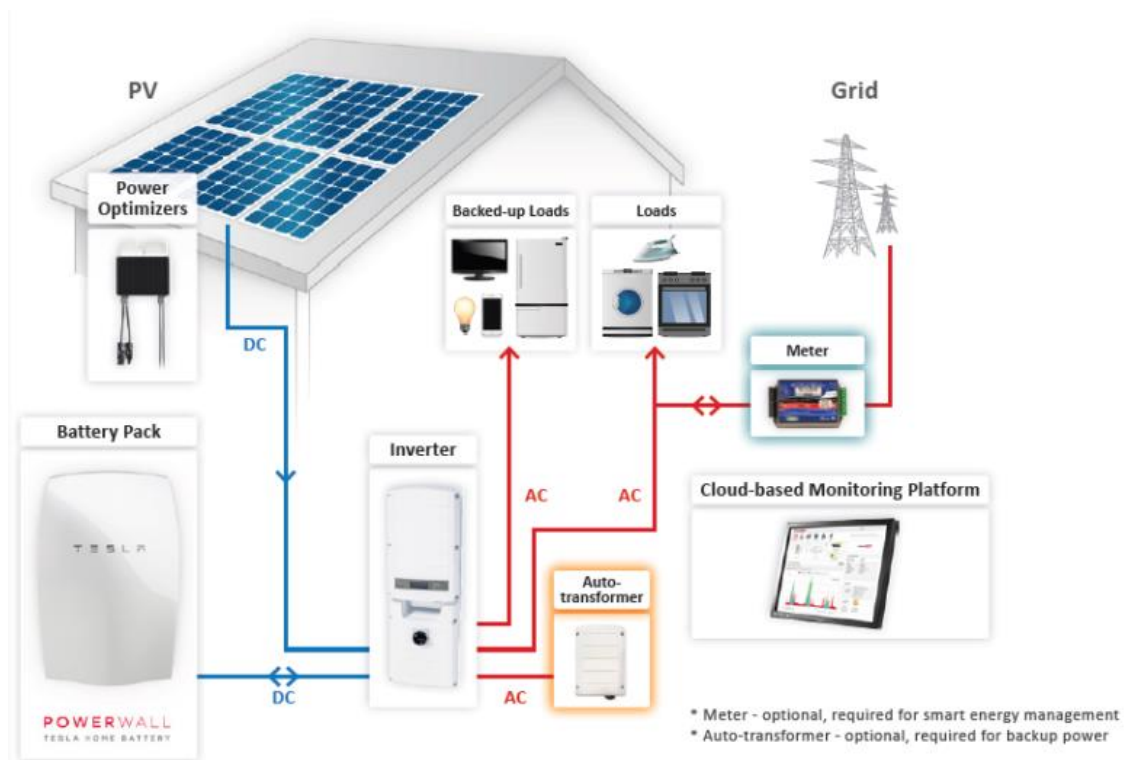 PV
Grid
Power
Optimizers
Backed-up Loads
Loads
DC
Meter
Battery Pack
Inverter
AC
AC
Cloud-based Monitoring Platform
TESLA
Auto-
transformer
DC
AC
POWERWALL
TESLA HOME BATTERY
* Meter - optional, required for smart energy management
* Auto-transformer - optional, required for backup power